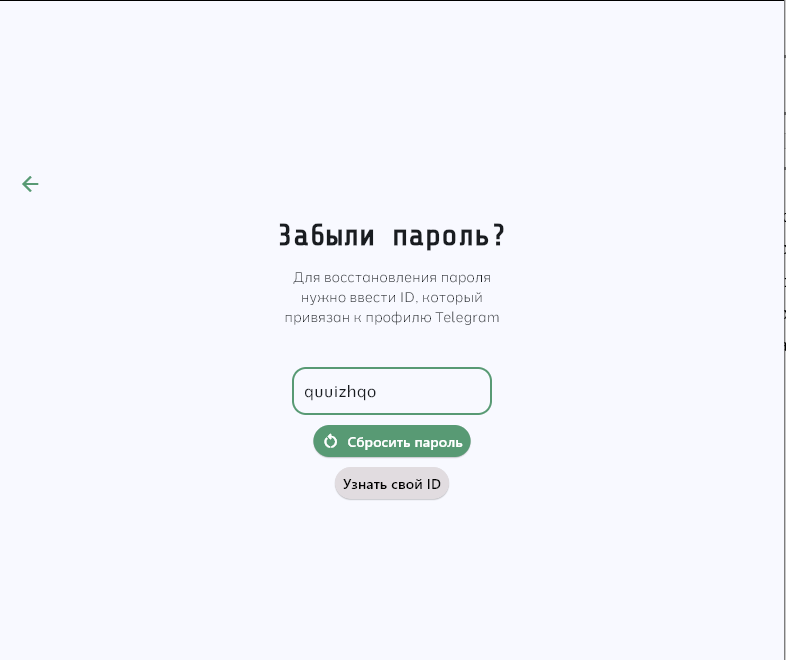 Забыли пароль?
Для восстановления пароля
нужно ввести ID, который
привязан к профилю Telegram
quuizhqo
Сбросить пароль
Узнать свой ID